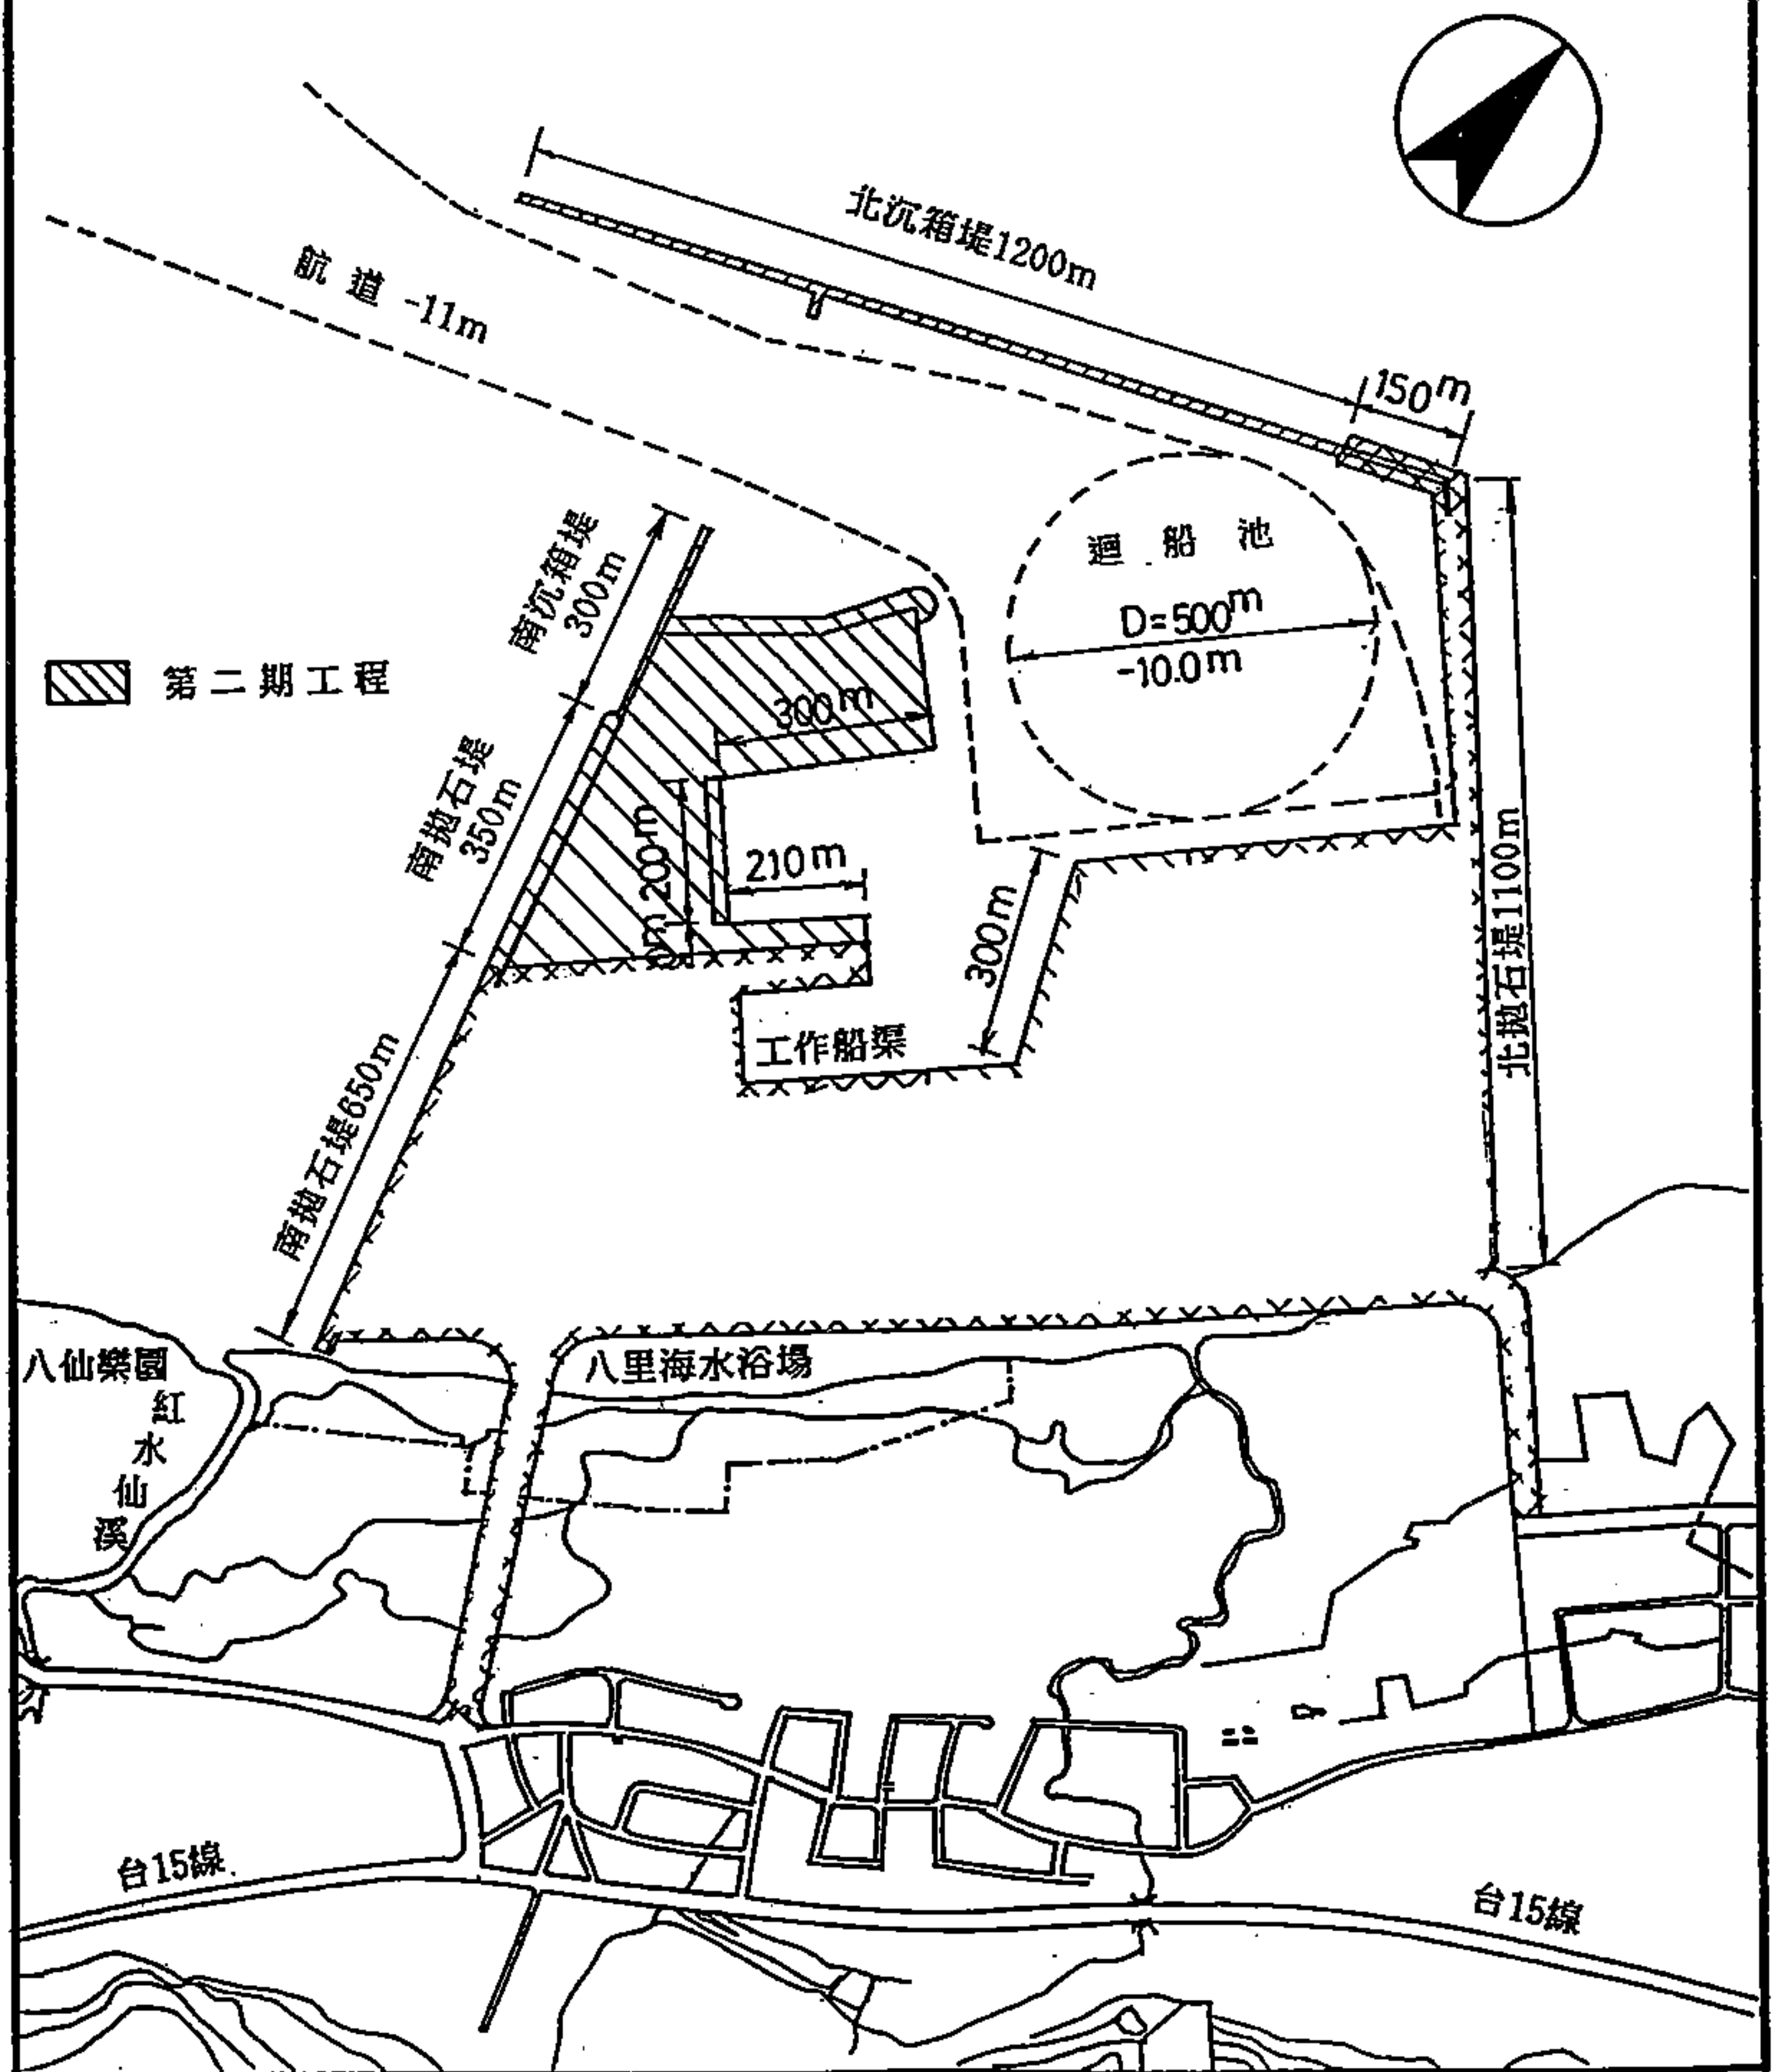 北沉箱堤1200m
航道 -11m
150m
南沉箱堤
300m
迴船池
D=500m
-10.0m
第二期工程
300m
南拋石堤
350m
200m
210m
300m
北拋石堤1100m
工作船渠
南拋石堤650m
八仙樂園
八里海水浴場
紅水仙溪
台15線
台15線